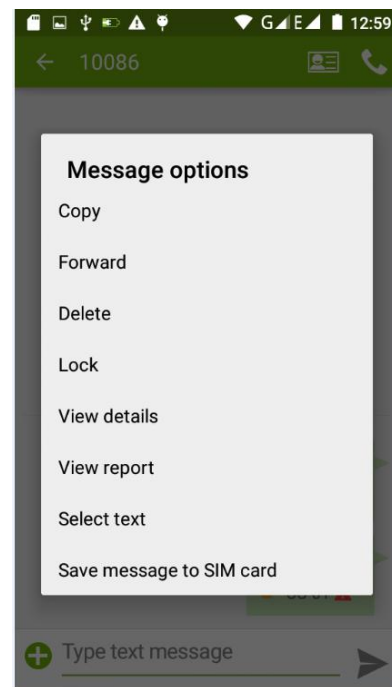 G E 12:59
10086
Message options
Copy
Forward
Delete
Lock
View details
View report
Select text
Save message to SIM card
Type text message